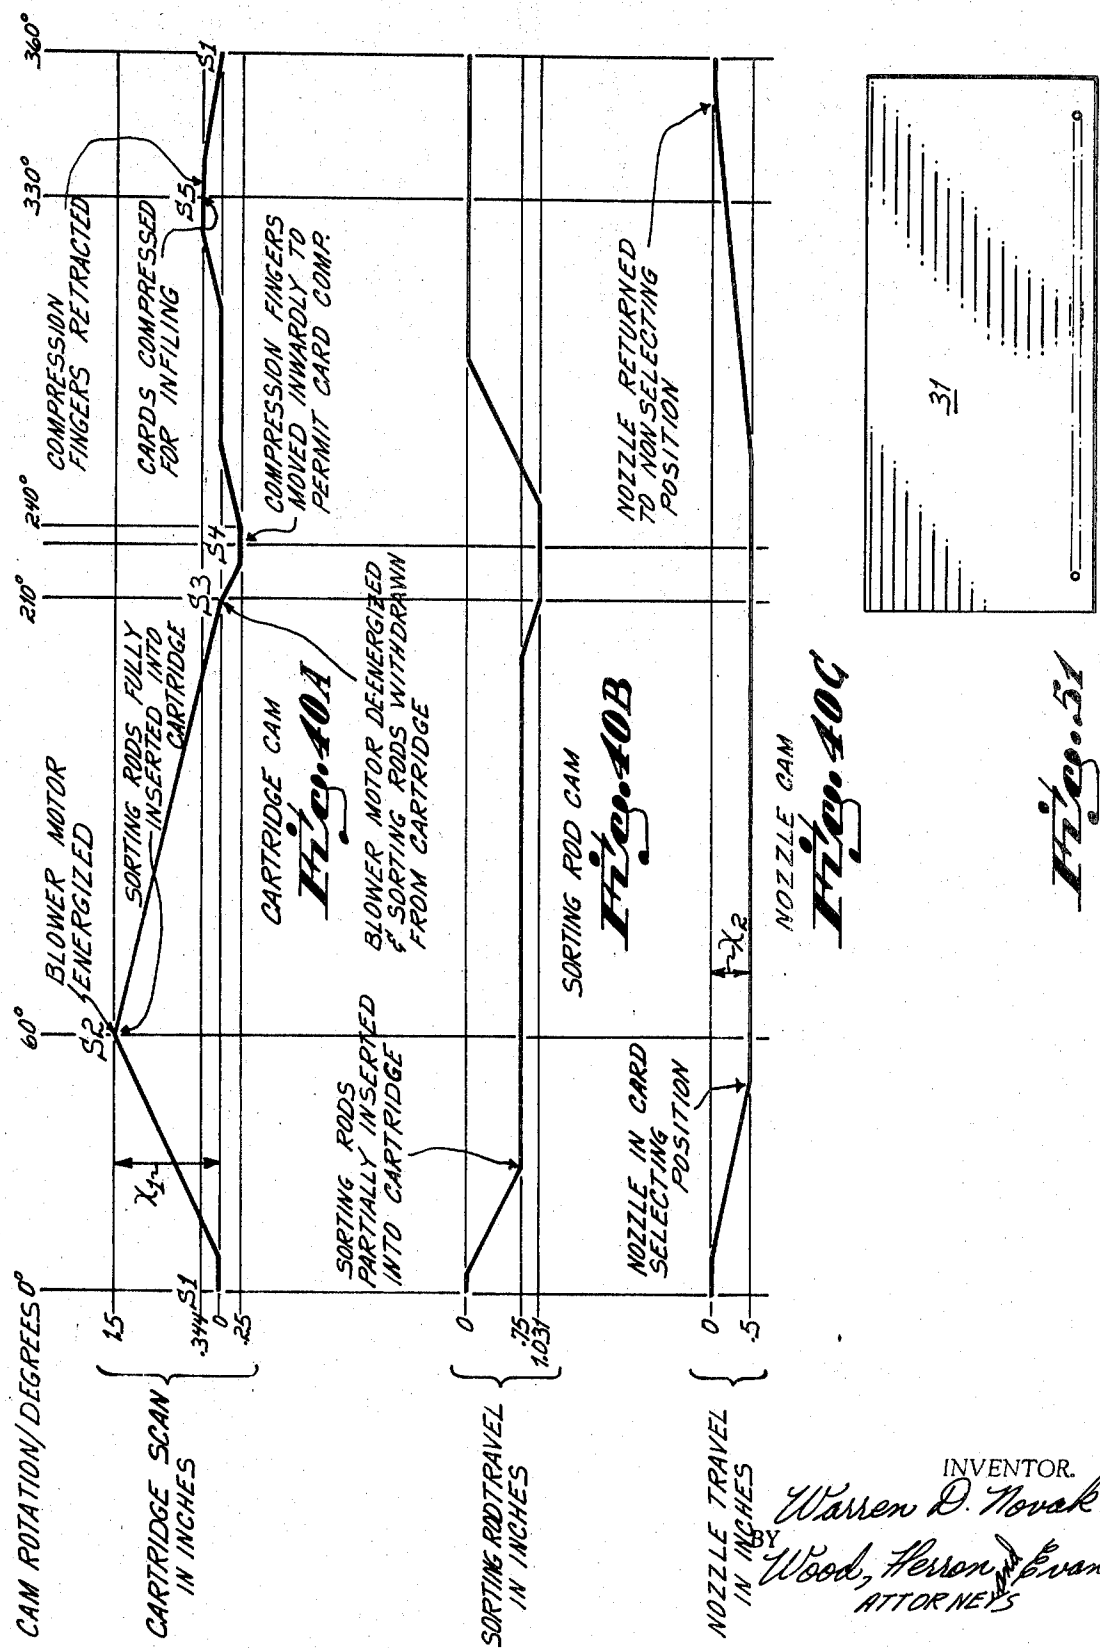 CAM ROTATION/DEGREES
0°
60°
210°
240°
330°
360°
CARTRIDGE SCAN
IN INCHES
1.5
.344
0
.25
S1
X1
S2
BLOWER MOTOR
ENERGIZED
SORTING RODS FULLY
INSERTED INTO
CARTRIDGE
S3
S4
COMPRESSION
FINGERS RETRACTED
CARDS COMPRESSED
FOR INFILING
S5
S1
COMPRESSION FINGERS
MOVED INWARDLY TO
PERMIT CARD COMP.
CARTRIDGE CAM
Fig. 40A
BLOWER MOTOR DE-ENERGIZED
& SORTING RODS WITHDRAWN
FROM CARTRIDGE
SORTING ROD TRAVEL
IN INCHES
0
.75
1.031
SORTING RODS
PARTIALLY INSERTED
INTO CARTRIDGE
SORTING ROD CAM
Fig. 40B
NOZZLE TRAVEL
IN INCHES
0
.5
NOZZLE IN CARD
SELECTING
POSITION
X2
NOZZLE RETURNED
TO NON SELECTING
POSITION
NOZZLE CAM
Fig. 40C
31
Fig. 51
INVENTOR.
Warren D. Novak
BY
Wood, Herron and Evan
ATTORNEYS